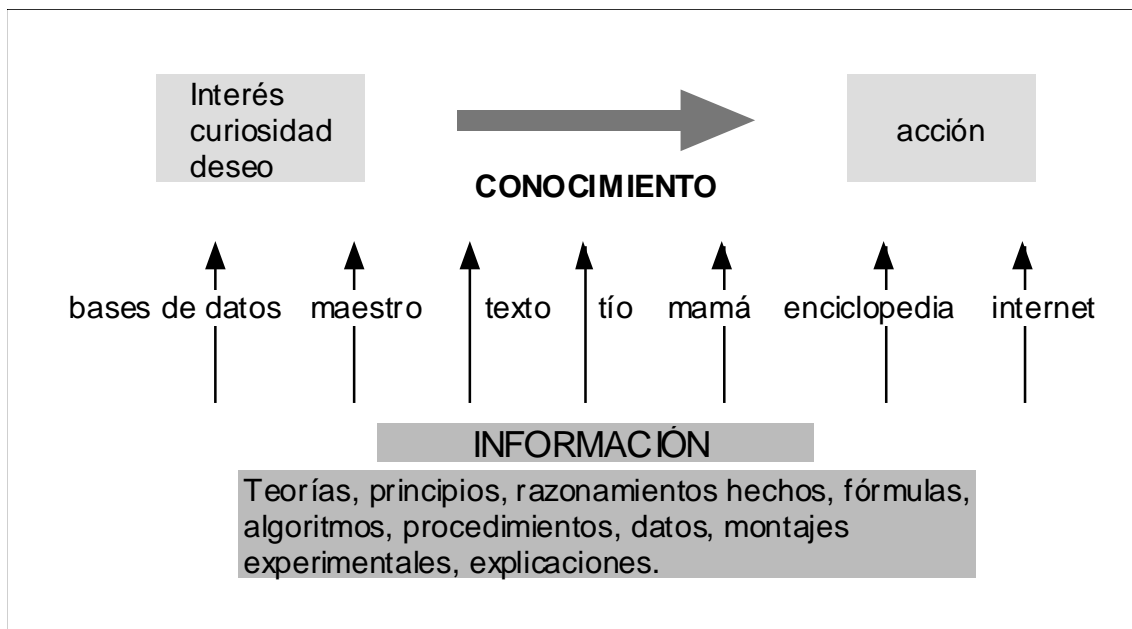 Interés
curiosidad
deseo
acción
CONOCIMIENTO
bases de datos maestro texto tío mamá enciclopedia internet
INFORMACIÓN
Teorías, principios, razonamientos hechos, fórmulas,
algoritmos, procedimientos, datos, montajes
experimentales, explicaciones.